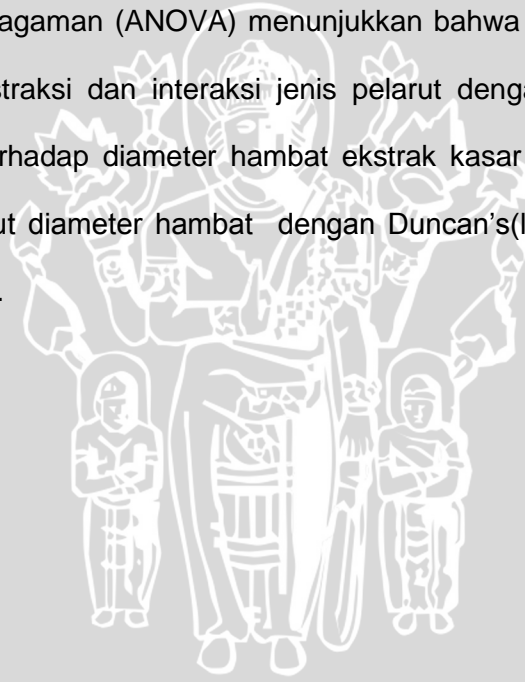 agaman (ANOVA) menunjukkan bahwa
straksi dan interaksi jenis pelarut denga
rhadap diameter hambat ekstrak kasar
ut diameter hambat dengan Duncan's(l
.